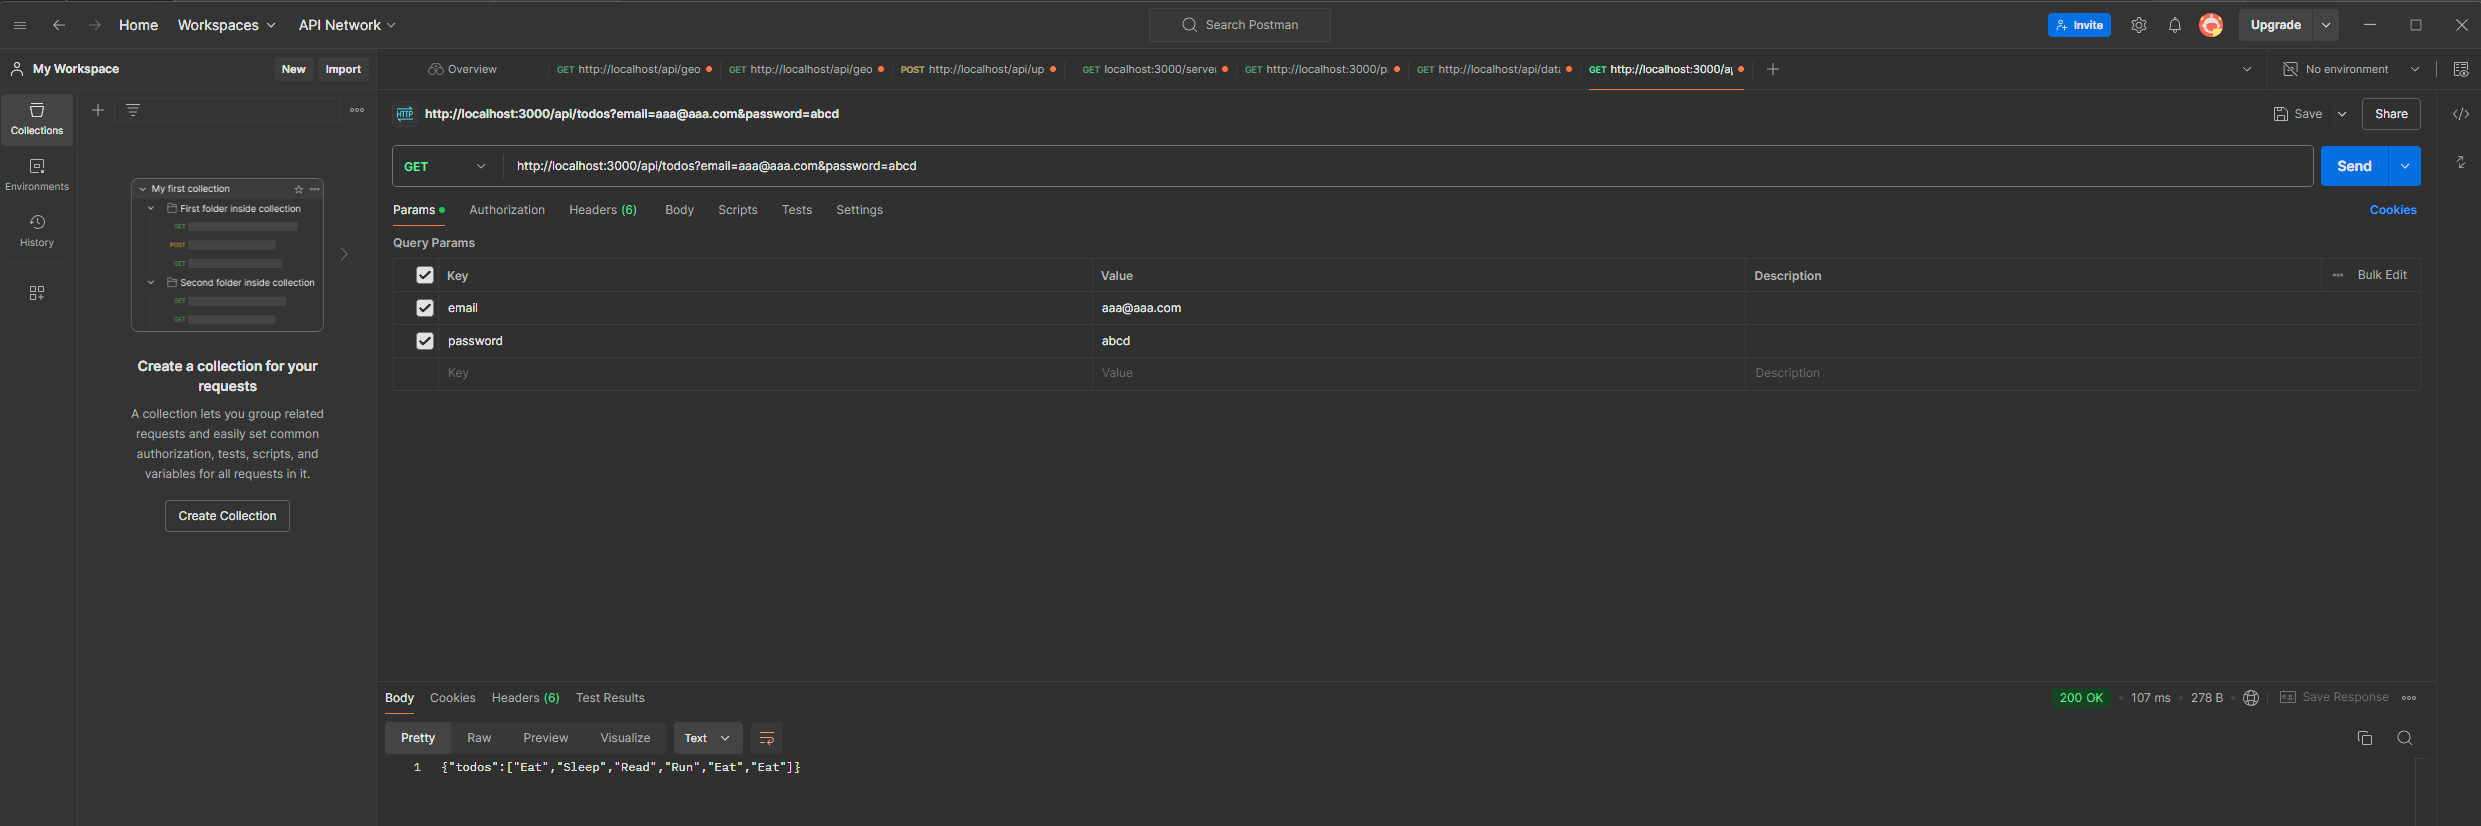 Home Workspaces API Network Search Postman Invite Upgrade
My Workspace New Import Overview GET http://localhost/api/geo GET http://localhost/api/geo POST http://localhost/api/up GET localhost:3000/server GET http://localhost:3000/p GET http://localhost/api/data GET http://localhost:3000/ap No environment
Collections
Environments
History
My first collection
First folder inside collection
GET
POST
GET
Second folder inside collection
GET
GET
Create a collection for your
requests
A collection lets you group related
requests and easily set common
authorization, tests, scripts, and
variables for all requests in it.
Create Collection
HTTP http://localhost:3000/api/todos?email=aaa@aaa.com&password=abcd Save Share
GET http://localhost:3000/api/todos?email=aaa@aaa.com&password=abcd Send
Params Authorization Headers (6) Body Scripts Tests Settings Cookies
Query Params
Key Value Description Bulk Edit
email aaa@aaa.com
password abcd
Key Value Description
Body Cookies Headers (6) Test Results 200 OK 107 ms 278 B e.g. Save Response
Pretty Raw Preview Visualize Text
1 {"todos":["Eat","Sleep","Read","Run","Eat","Eat"]}